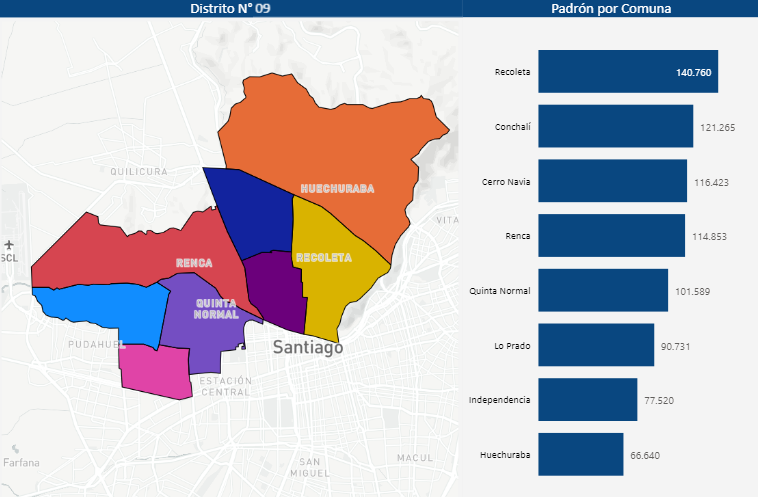 Distrito N° 09
Padrón por Comuna
QUILICURA
HUECHURABA
VITA
SCL
RENCA
RECOLETA
QUINTA
NORMAL
PUDAHUEL
Santiago
ESTACIÓN
CENTRAL
Farfana
SAN
MIGUEL
MACUL
Recoleta 140.760
Conchalí 121.265
Cerro Navia 116.423
Renca 114.853
Quinta Normal 101.589
Lo Prado 90.731
Independencia 77.520
Huechuraba 66.640